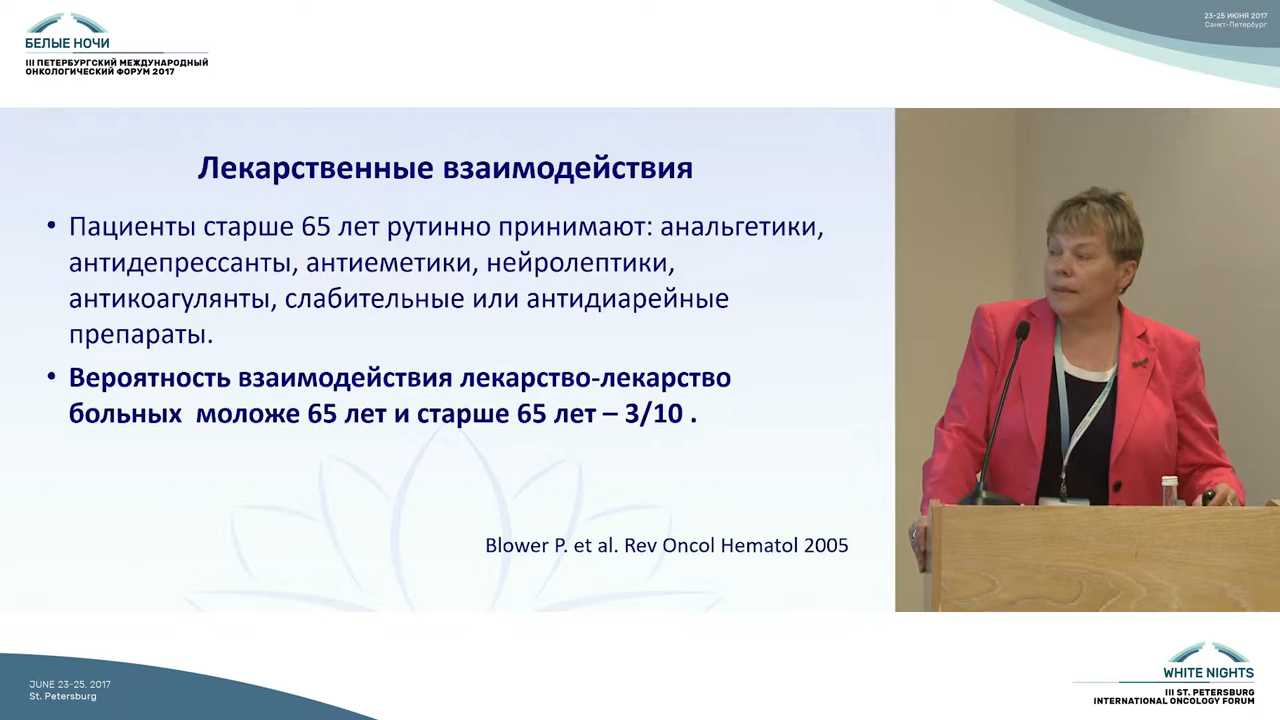 БЕЛЫЕ НОЧИ
III ПЕТЕРБУРГСКИЙ МЕЖДУНАРОДНЫЙ
ОНКОЛОГИЧЕСКИЙ ФОРУМ 2017
23-25 ИЮНЯ 2017
Санкт-Петербург
Лекарственные взаимодействия
• Пациенты старше 65 лет рутинно принимают: анальгетики,
антидепрессанты, антиеметики, нейролептики,
антикоагулянты, слабительные или антидиарейные
препараты.
• Вероятность взаимодействия лекарство-лекарство
больных моложе 65 лет и старше 65 лет – 3/10 .
Blower P. et al. Rev Oncol Hematol 2005
JUNE 23-25, 2017
St. Petersburg
WHITE NIGHTS
III ST. PETERSBURG
INTERNATIONAL ONCOLOGY FORUM